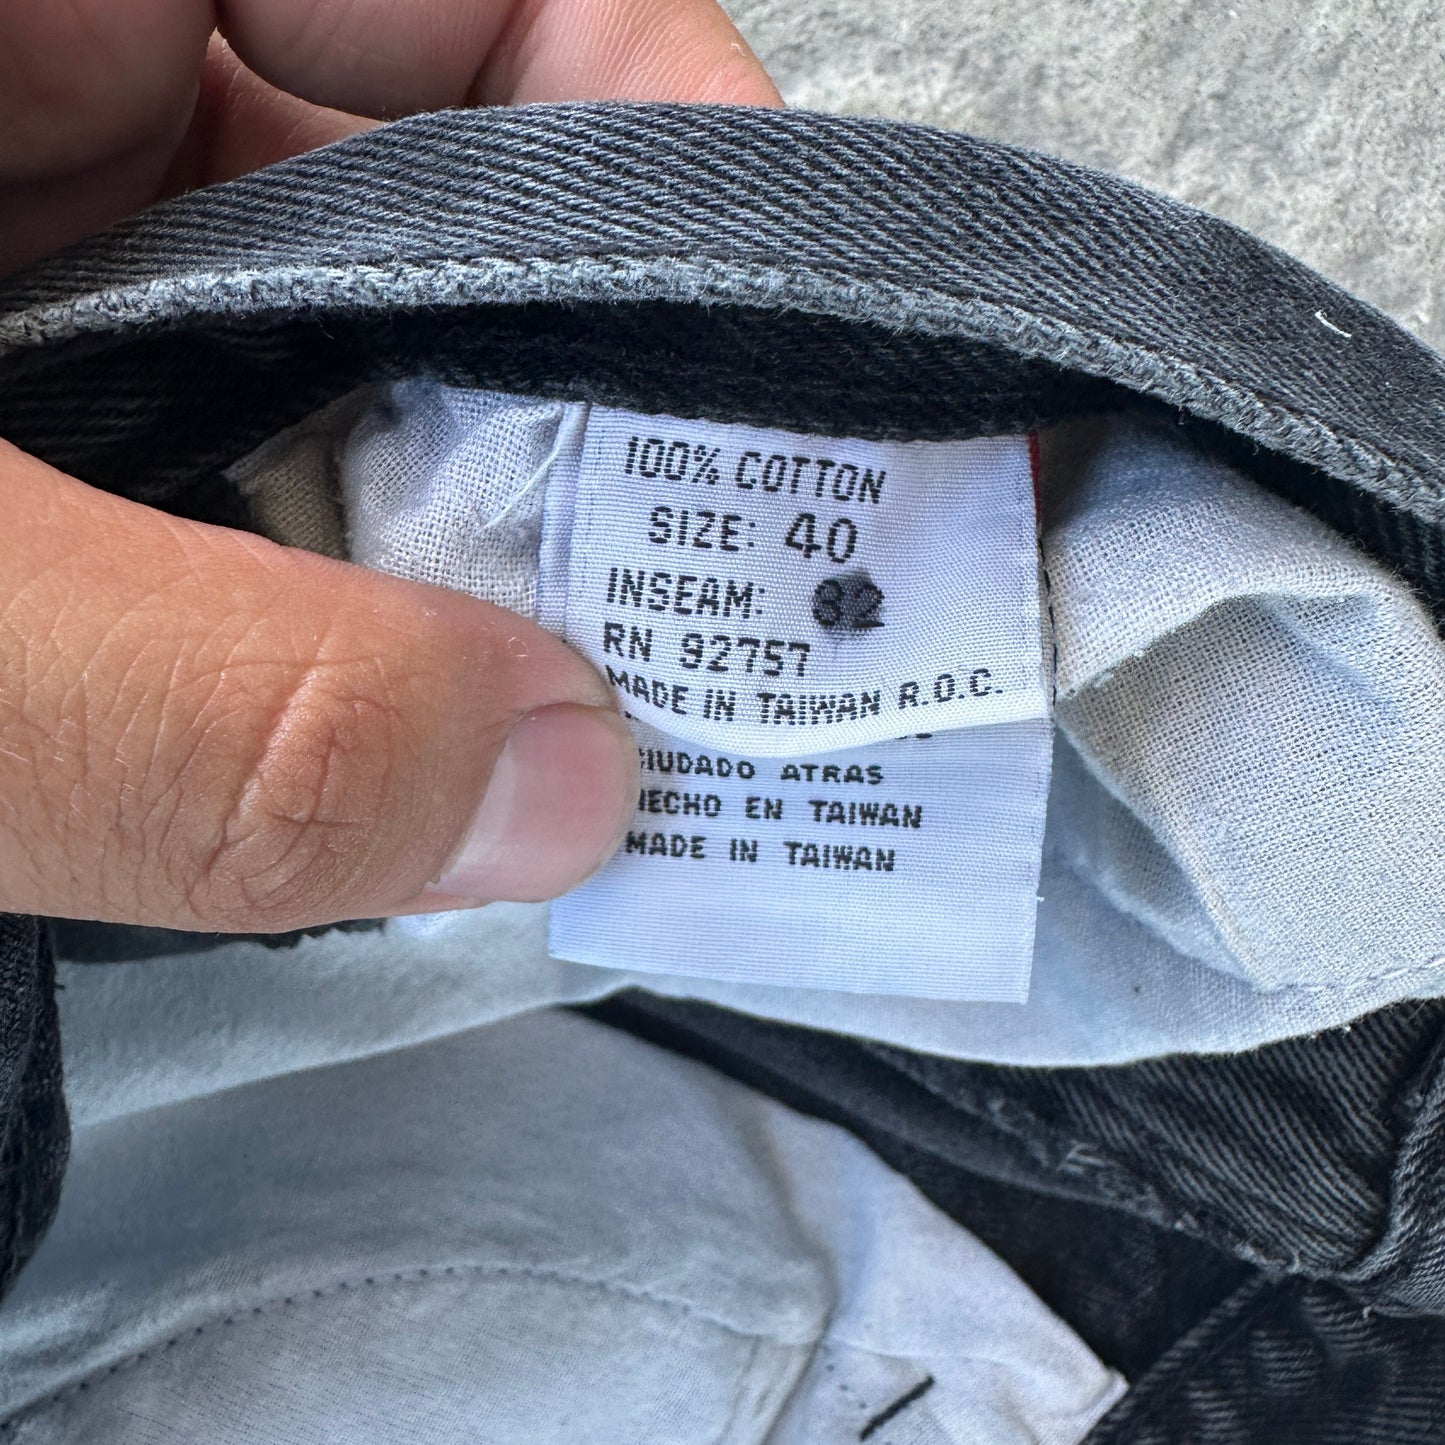 100% COTTON
SIZE: 40
INSEAM: 32
RN 92757
MADE IN TAIWAN R.O.C.
CIUDADO ATRAS
HECHO EN TAIWAN
MADE IN TAIWAN